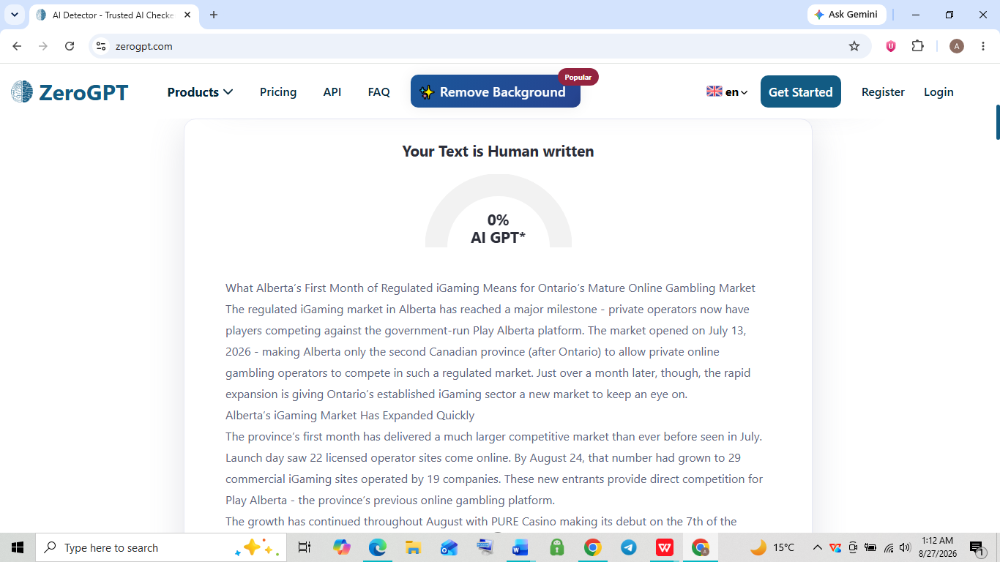 AI Detector - Trusted AI Checke
Ask Gemini
zerogpt.com
A
ZeroGPT
Products
Pricing
API
FAQ
Remove Background
Popular
en
Get Started
Register
Login
Your Text is Human written
0%
AI GPT*
What Alberta's First Month of Regulated iGaming Means for Ontario's Mature Online Gambling Market
The regulated iGaming market in Alberta has reached a major milestone - private operators now have
players competing against the government-run Play Alberta platform. The market opened on July 13,
2026 - making Alberta only the second Canadian province (after Ontario) to allow private online
gambling operators to compete in such a regulated market. Just over a month later, though, the rapid
expansion is giving Ontario's established iGaming sector a new market to keep an eye on.
Alberta's iGaming Market Has Expanded Quickly
The province's first month has delivered a much larger competitive market than ever before seen in July.
Launch day saw 22 licensed operator sites come online. By August 24, that number had grown to 29
commercial iGaming sites operated by 19 companies. These new entrants provide direct competition for
Play Alberta - the province's previous online gambling platform.
The growth has continued throughout August with PURE Casino making its debut on the 7th of the
Type here to search
15°C
1:12 AM
8/27/2026
1